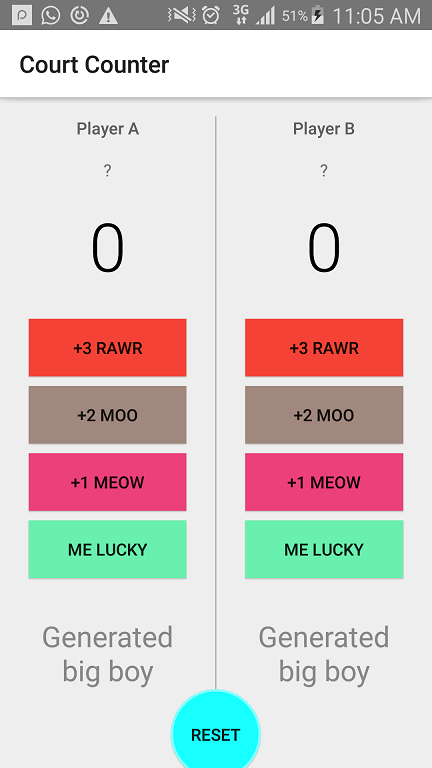 3G 51% 11:05 AM
Court Counter
Player A
?
0
+3 RAWR
+2 MOO
+1 MEOW
ME LUCKY
Generated
big boy
Player B
?
0
+3 RAWR
+2 MOO
+1 MEOW
ME LUCKY
Generated
big boy
RESET